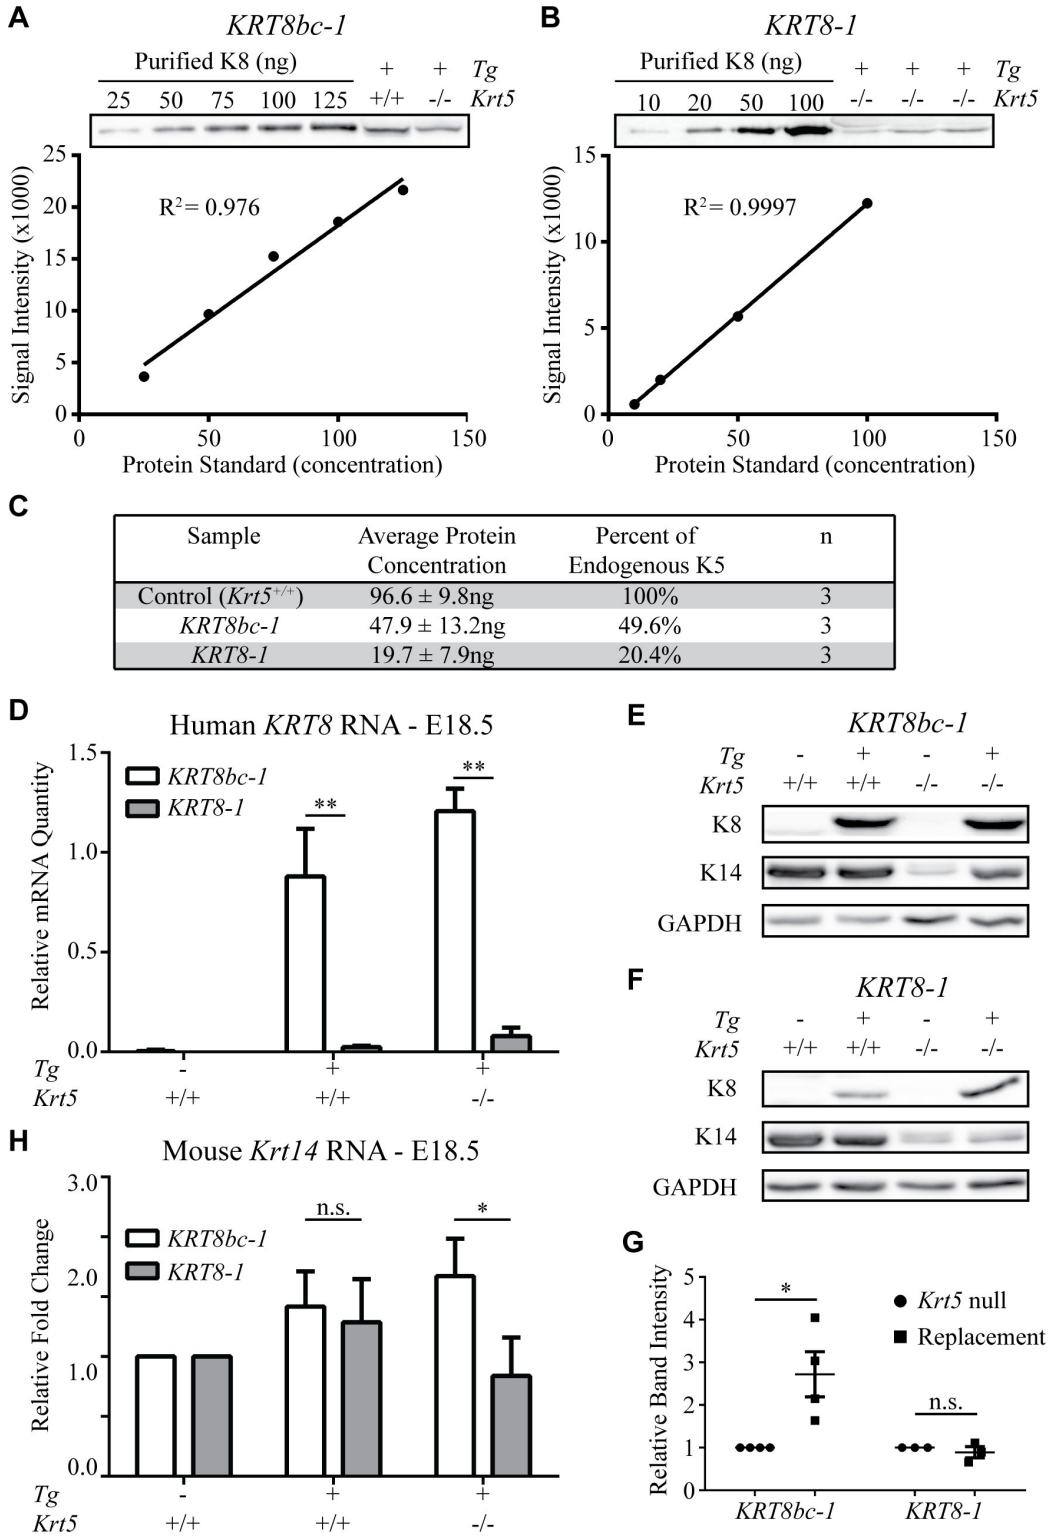 A
KRT8bc-1
Purified K8 (ng)
+ + Tg
25 50 75 100 125 +/+ -/- Krt5
Signal Intensity (x1000)
25
20
15
10
5
0
R2 = 0.976
0 50 100 150
Protein Standard (concentration)
B
KRT8-1
Purified K8 (ng)
+ + + Tg
10 20 50 100 -/- -/- -/- Krt5
Signal Intensity (x1000)
15
10
5
0
R2 = 0.9997
0 50 100 150
Protein Standard (concentration)
C
Sample Average Protein Percent of n
Concentration Endogenous K5
Control (Krt5+/+) 96.6 ± 9.8ng 100% 3
KRT8bc-1 47.9 ± 13.2ng 49.6% 3
KRT8-1 19.7 ± 7.9ng 20.4% 3
D
Human KRT8 RNA - E18.5
Relative mRNA Quantity
1.5
1.0
0.5
0.0
KRT8bc-1
KRT8-1
** **
Tg - + +
Krt5 +/+ +/+ -/-
E
KRT8bc-1
Tg - + - +
Krt5 +/+ +/+ -/- -/-
K8
K14
GAPDH
F
KRT8-1
Tg - + - +
Krt5 +/+ +/+ -/- -/-
K8
K14
GAPDH
H
Mouse Krt14 RNA - E18.5
Relative Fold Change
3.0
2.0
1.0
0.0
KRT8bc-1
KRT8-1
n.s. *
Tg - + +
Krt5 +/+ +/+ -/-
G
Relative Band Intensity
5
4
3
2
1
0
*
n.s.
Krt5 null
Replacement
KRT8bc-1 KRT8-1